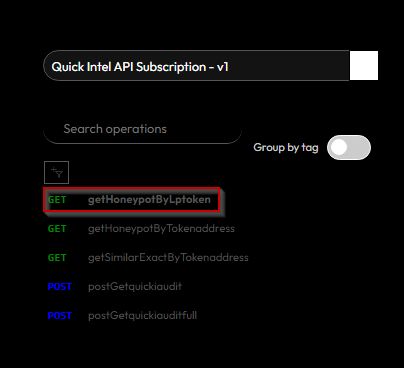 Quick Intel API Subscription - v1
Search operations
Group by tag
GET getHoneypotByLptoken
GET getHoneypotByTokenaddress
GET getSimilarExactByTokenaddress
POST postGetquickiaudit
POST postGetquickiauditfull